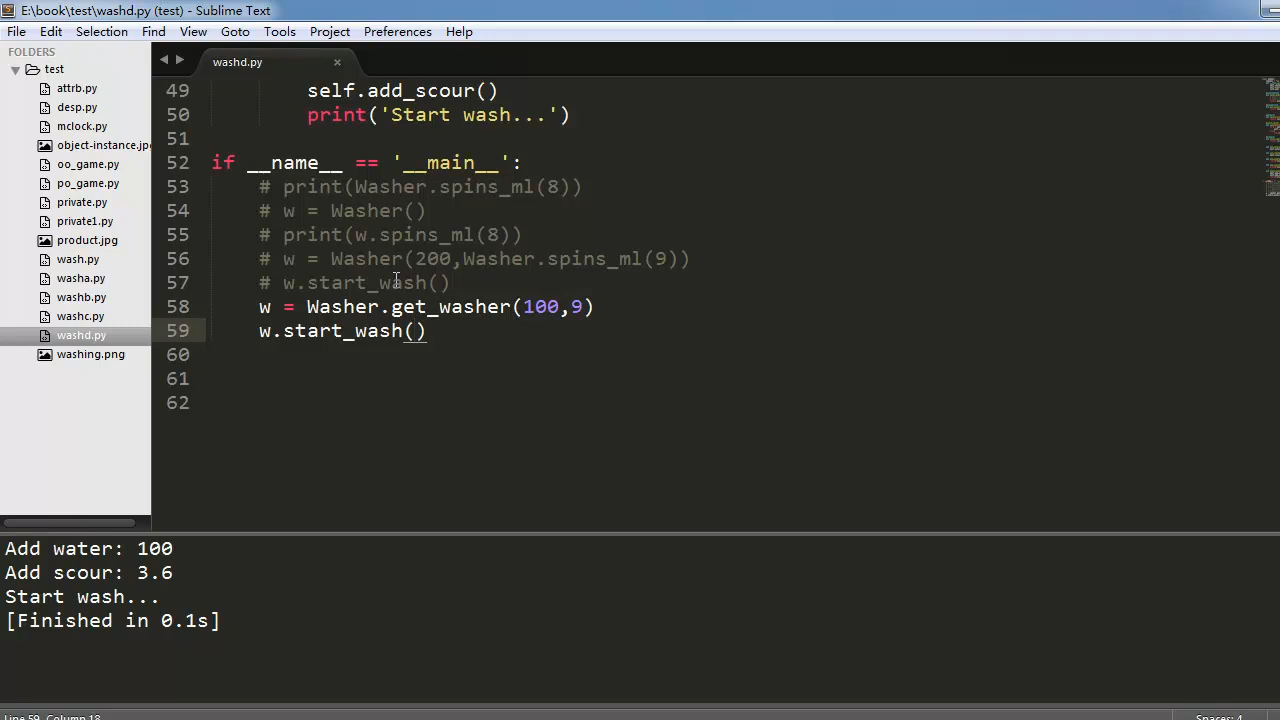 E:\book\test\washd.py (test) - Sublime Text
File Edit Selection Find View Goto Tools Project Preferences Help
FOLDERS
test
attrb.py
desp.py
mclock.py
object-instance.jp
oo_game.py
po_game.py
private.py
private1.py
product.jpg
wash.py
washa.py
washb.py
washc.py
washd.py
washing.png
washd.py
49 self.add_scour()
50 print('Start wash...')
51
52 if __name__ == '__main__':
53 # print(Washer.spins_ml(8))
54 # w = Washer()
55 # print(w.spins_ml(8))
56 # w = Washer(200,Washer.spins_ml(9))
57 # w.start_wash()
58 w = Washer.get_washer(100,9)
59 w.start_wash()
60
61
62
Add water: 100
Add scour: 3.6
Start wash...
[Finished in 0.1s]
Line 59, Column 18 Spaces: 4